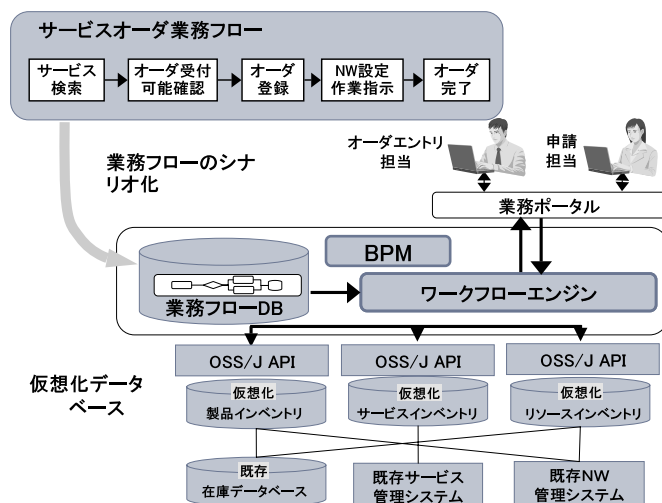 サービスオーダ業務フロー
サービス
検索
オーダ受付
可能確認
オーダ
登録
NW設定
作業指示
オーダ
完了
業務フローのシナ
リオ化
オーダエントリ
担当
申請
担当
業務ポータル
BPM
業務フローDB
ワークフローエンジン
仮想化データ
ベース
OSS/J API
OSS/J API
OSS/J API
仮想化
製品インベントリ
仮想化
サービスインベントリ
仮想化
リソースインベントリ
既存
在庫データベース
既存サービス
管理システム
既存NW
管理システム